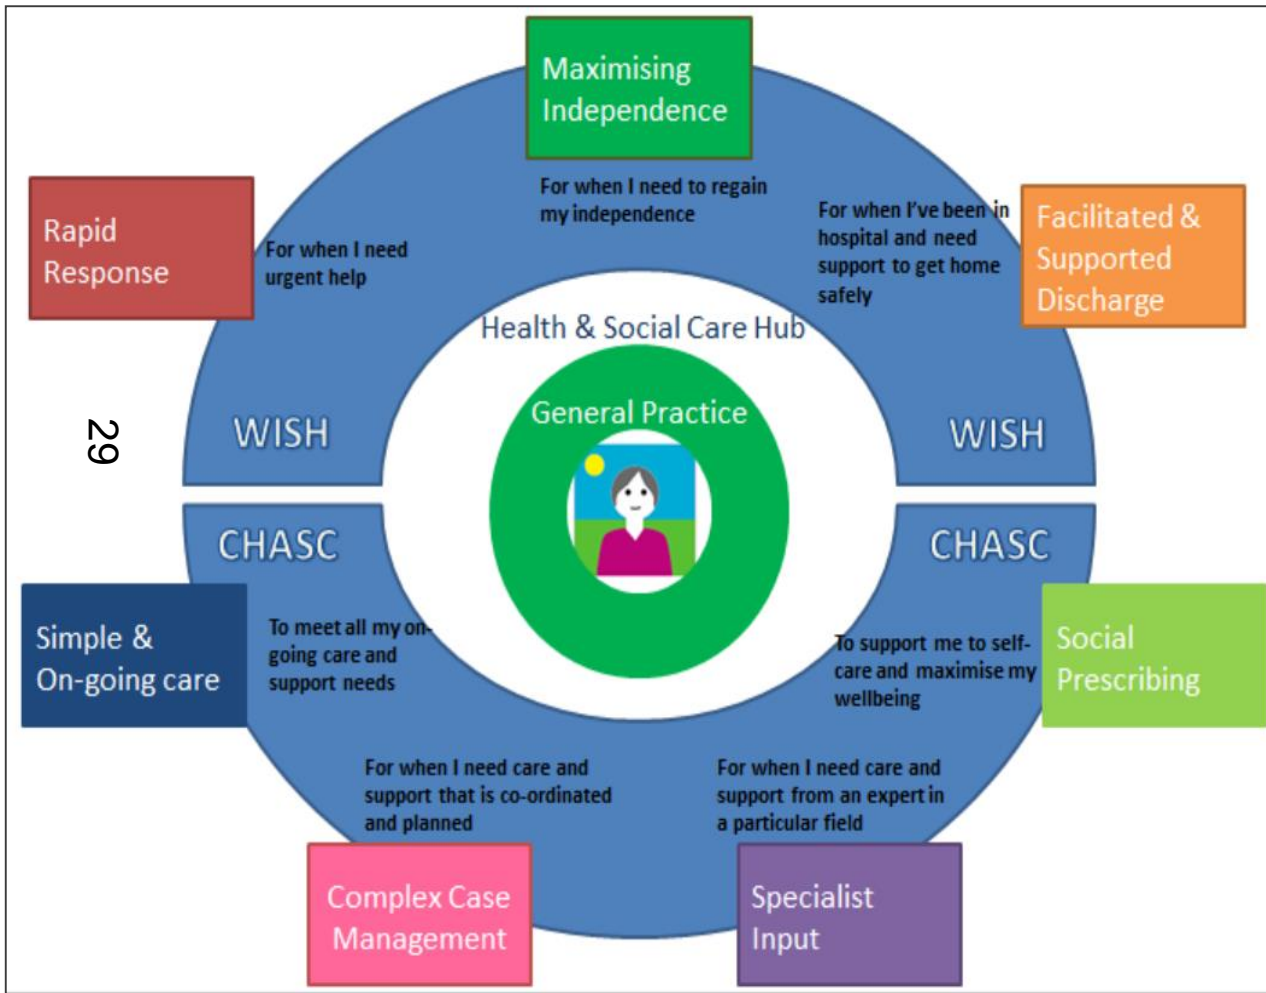 Maximising
Independence
For when I need to regain
my independence
Rapid
Response
For when I need
urgent help
For when I've been in
hospital and need
support to get home
safely
Facilitated &
Supported
Discharge
Health & Social Care Hub
General Practice
29
WISH
WISH
CHASC
CHASC
Simple &
On-going care
To meet all my on-
going care and
support needs
To support me to self-
care and maximise my
wellbeing
Social
Prescribing
For when I need care and
support that is co-ordinated
and planned
For when I need care and
support from an expert in
a particular field
Complex Case
Management
Specialist
Input